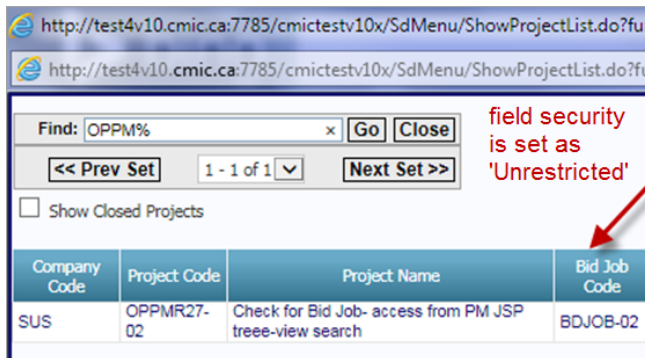 http://test4v10.cmic.ca:7785/cmictestv10x/SdMenu/ShowProjectList.do?fu
http://test4v10.cmic.ca:7785/cmictestv10x/SdMenu/ShowProjectList.do?fu
Find: OPPM% × Go Close
<< Prev Set 1 - 1 of 1 Next Set >>
Show Closed Projects
field security
is set as
'Unrestricted'
Company Code Project Code Project Name Bid Job Code
SUS OPPMR27-02 Check for Bid Job- access from PM JSP
treee-view search BDJOB-02